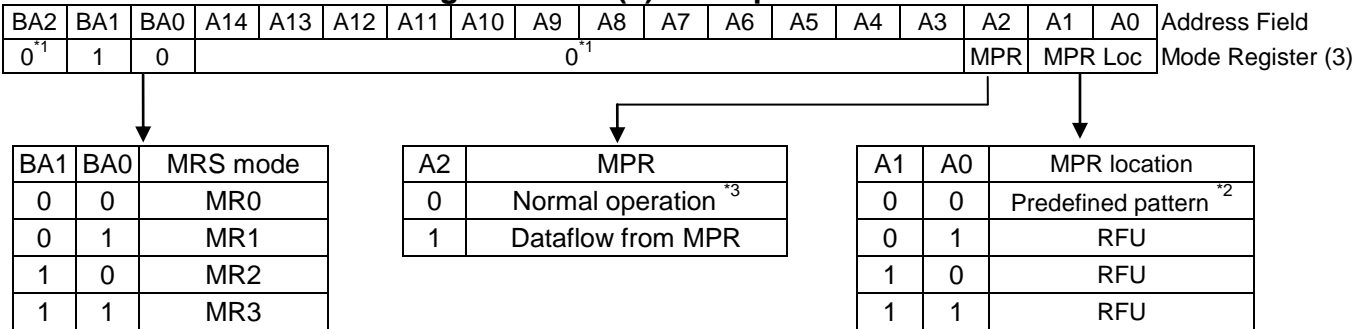 BA2 BA1 BA0 A14 A13 A12 A11 A10 A9 A8 A7 A6 A5 A4 A3 A2 A1 A0 Address Field
0*1 1 0 0*1 MPR MPR Loc Mode Register (3)
BA1 BA0 MRS mode
0 0 MR0
0 1 MR1
1 0 MR2
1 1 MR3
A2 MPR
0 Normal operation *3
1 Dataflow from MPR
A1 A0 MPR location
0 0 Predefined pattern *2
0 1 RFU
1 0 RFU
1 1 RFU